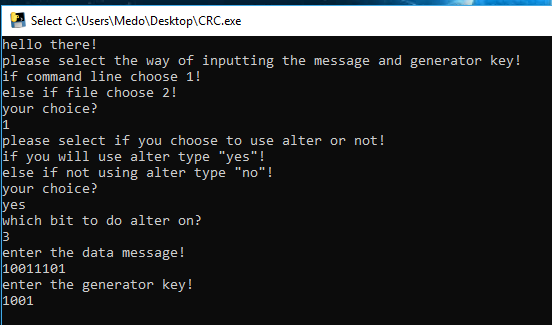 Select C:\Users\Medo\Desktop\CRC.exe
hello there!
please select the way of inputting the message and generator key!
if command line choose 1!
else if file choose 2!
your choice?
1
please select if you choose to use alter or not!
if you will use alter type "yes"!
else if not using alter type "no"!
your choice?
yes
which bit to do alter on?
3
enter the data message!
10011101
enter the generator key!
1001